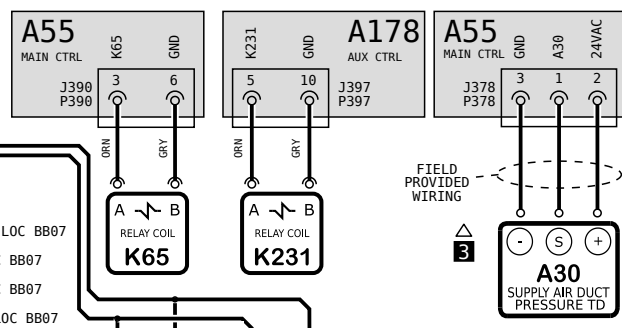 A55
MAIN CTRL
K65
GND
3
6
J390
P390
ORN
GRY
A
B
RELAY COIL
K65
A178
AUX CTRL
K231
GND
5
10
J397
P397
ORN
GRY
A
B
RELAY COIL
K231
A55
MAIN CTRL
GND
A30
24VAC
3
1
2
J378
P378
FIELD
PROVIDED
WIRING
3
-
S
+
A30
SUPPLY AIR DUCT
PRESSURE TD
LOC BB07
BB07
BB07
OC BB07